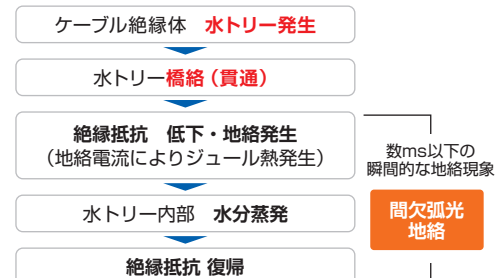 ケーブル絶縁体　水トリー発生
水トリー橋絡（貫通）
絶縁抵抗　低下・地絡発生
（地絡電流によりジュール熱発生）
数ms以下の
瞬間的な地絡現象
水トリー内部　水分蒸発
間欠弧光
地絡
絶縁抵抗 復帰